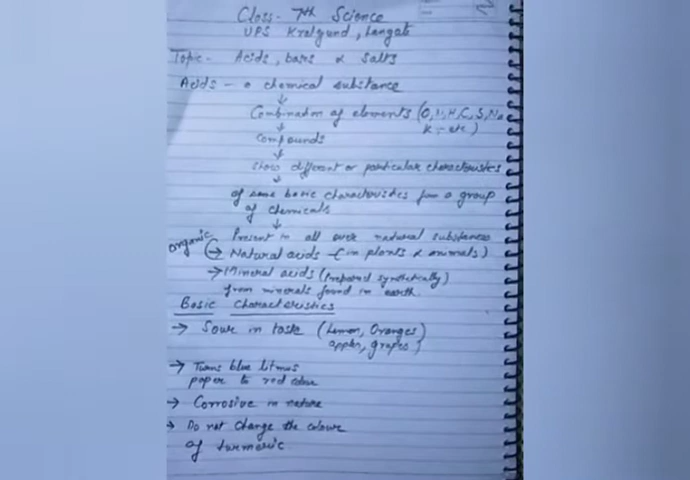 Class- 7th Science
UPS Kralgund, Langate
Topic- Acids, bases & Salts
Acids - a chemical substance
↓
Combination of elements (O, N, H, C, S, Na
K - etc)
↓
Compounds
↓
Show different or particular characteristics
↓
of same basic characteristics form a group
of chemicals
↓
Present in all over natural substances
Organic → Natural acids - (in plants & animals)
→ Mineral acids (Prepared synthetically)
from minerals found in earth.
Basic Characteristics
→ Sour in taste (Lemon, Oranges)
apples, grapes)
→ Turns blue litmus
paper to red colour
→ Corrosive in nature
→ Do not change the colour
of turmeric